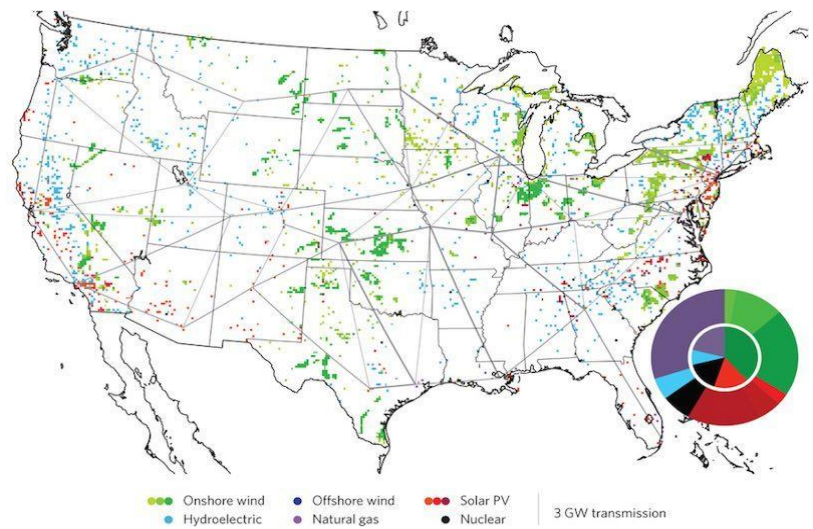 Onshore wind Offshore wind Solar PV
Hydroelectric Natural gas Nuclear
3 GW transmission